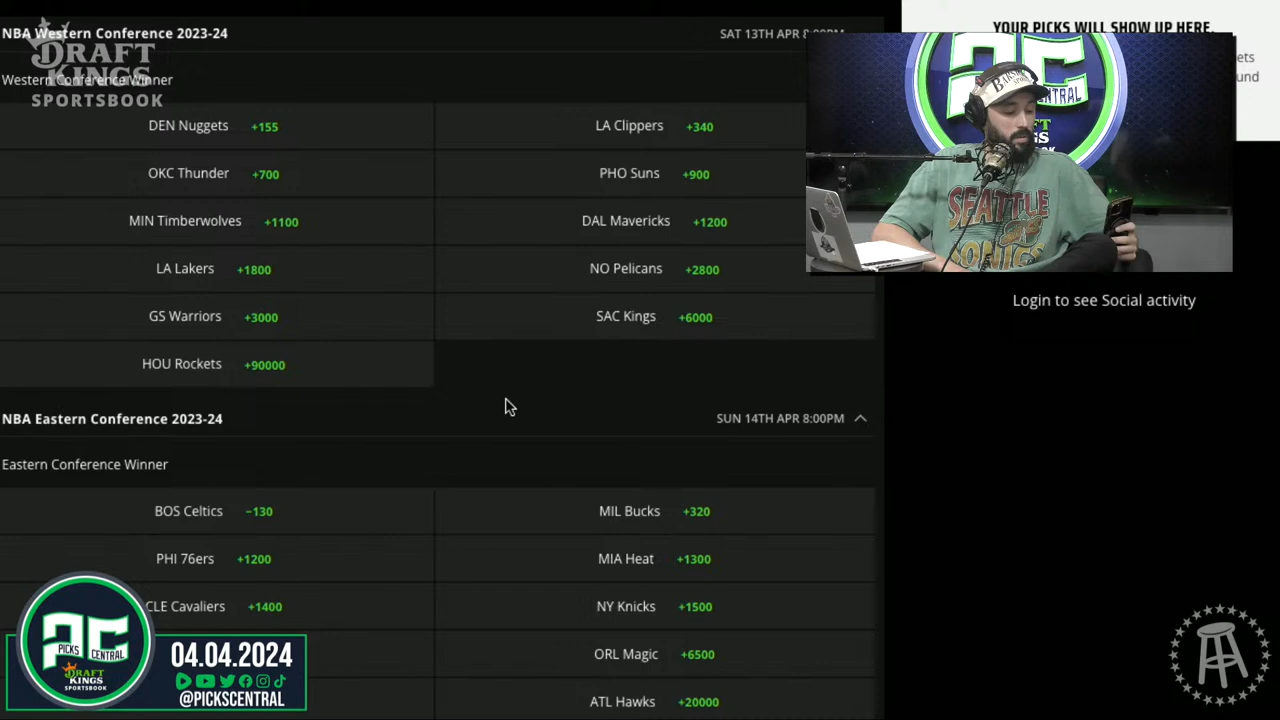 NBA Western Conference 2023-24
SAT 13TH APR 8:00PM
YOUR PICKS WILL SHOW UP HERE.
DRAFT
KINGS
SPORTSBOOK
Western Conference Winner
DEN Nuggets +155
LA Clippers +340
OKC Thunder +700
PHO Suns +900
MIN Timberwolves +1100
DAL Mavericks +1200
LA Lakers +1800
NO Pelicans +2800
GS Warriors +3000
SAC Kings +6000
HOU Rockets +90000
SEATTLE
SONICS
Login to see Social activity
NBA Eastern Conference 2023-24
SUN 14TH APR 8:00PM
Eastern Conference Winner
BOS Celtics −130
MIL Bucks +320
PHI 76ers +1200
MIA Heat +1300
CLE Cavaliers +1400
NY Knicks +1500
ORL Magic +6500
ATL Hawks +20000
PC
PICKS
CENTRAL
DRAFT
KINGS
SPORTSBOOK
04.04.2024
@PICKSCENTRAL